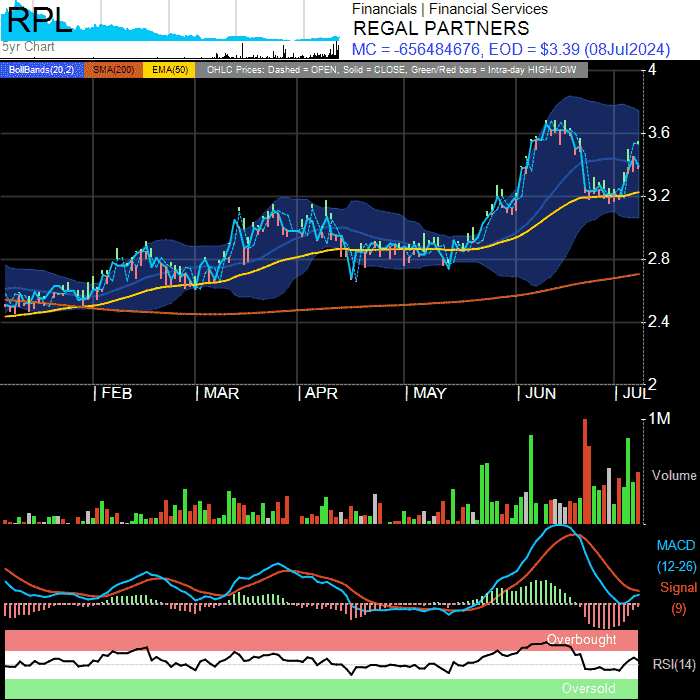 RPL
5yr Chart
Financials | Financial Services
REGAL PARTNERS
MC = -656484676, EOD = $3.39 (08Jul2024)
BollBands(20,2) SMA(200) EMA(50) OHLC Prices: Dashed = OPEN, Solid = CLOSE, Green/Red bars = Intra-day HIGH/LOW
4
3.6
3.2
2.8
2.4
2
| FEB | MAR | APR | MAY | JUN | JUL
1M
Volume
MACD
(12-26)
Signal
(9)
Overbought
RSI(14)
Oversold